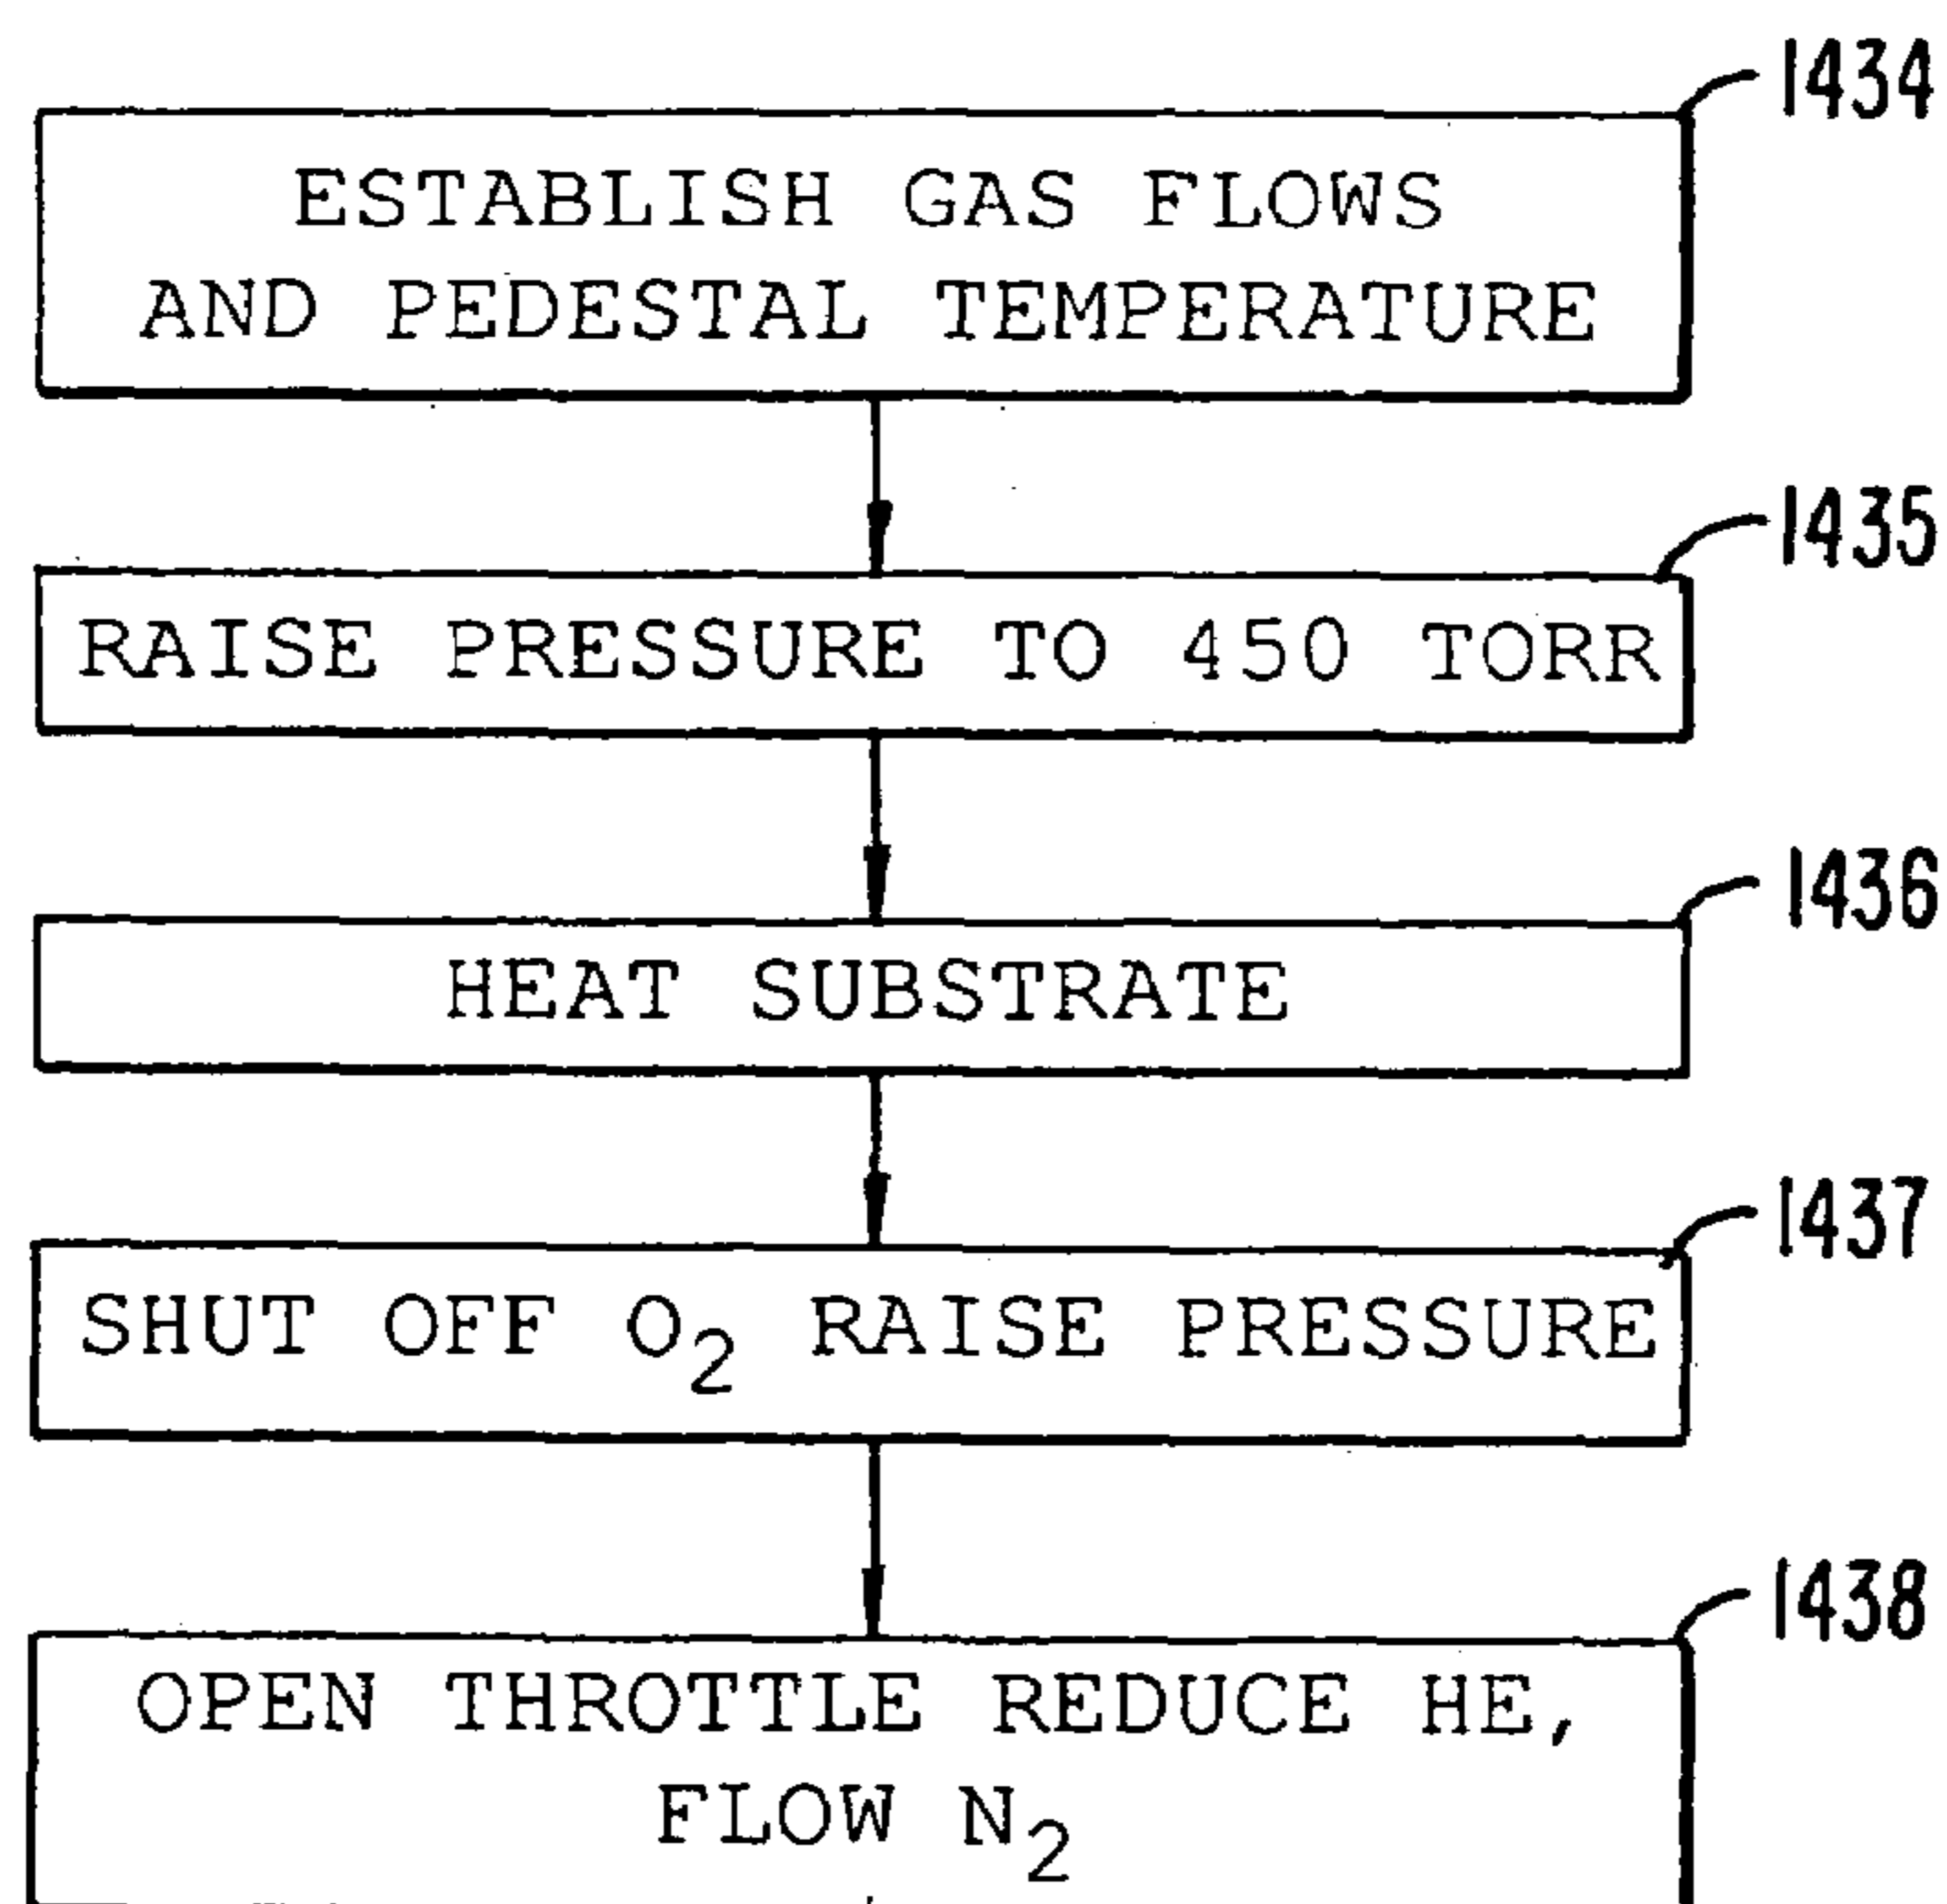 1434
ESTABLISH GAS FLOWS
AND PEDESTAL TEMPERATURE
1435
RAISE PRESSURE TO 450 TORR
1436
HEAT SUBSTRATE
1437
SHUT OFF O₂ RAISE PRESSURE
1438
OPEN THROTTLE REDUCE HE,
FLOW N₂